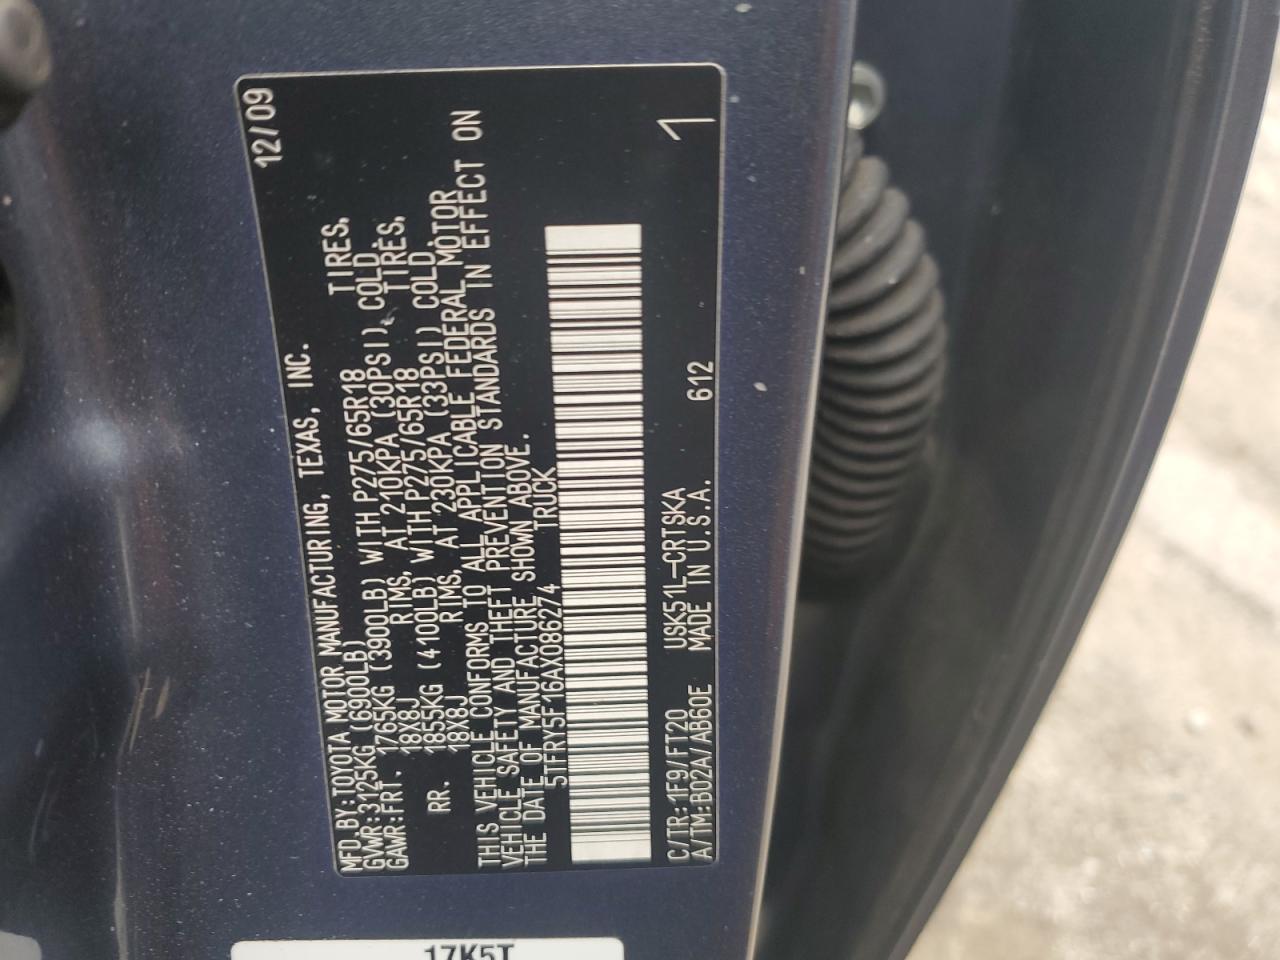 12/09
MFD.BY:TOYOTA MOTOR MANUFACTURING, TEXAS, INC.
GVWR:3125KG (6900LB)
GAWR:FRT. 1765KG (3900LB) WITH P275/65R18 TIRES,
18X8J RIMS, AT 210KPA (30PSI), COLD.
RR. 1855KG (4100LB) WITH P275/65R18 TIRES,
18X8J RIMS, AT 230KPA (33PSI) COLD.
THIS VEHICLE CONFORMS TO ALL APPLICABLE FEDERAL MOTOR
VEHICLE SAFETY AND THEFT PREVENTION STANDARDS IN EFFECT ON
THE DATE OF MANUFACTURE SHOWN ABOVE.
5TFRY5F16AX086274 TRUCK
C/TR:1F9/FT20 USK51L-CRTSKA
A/TM:B02A/AB60E MADE IN U.S.A. 612
1
17K5T